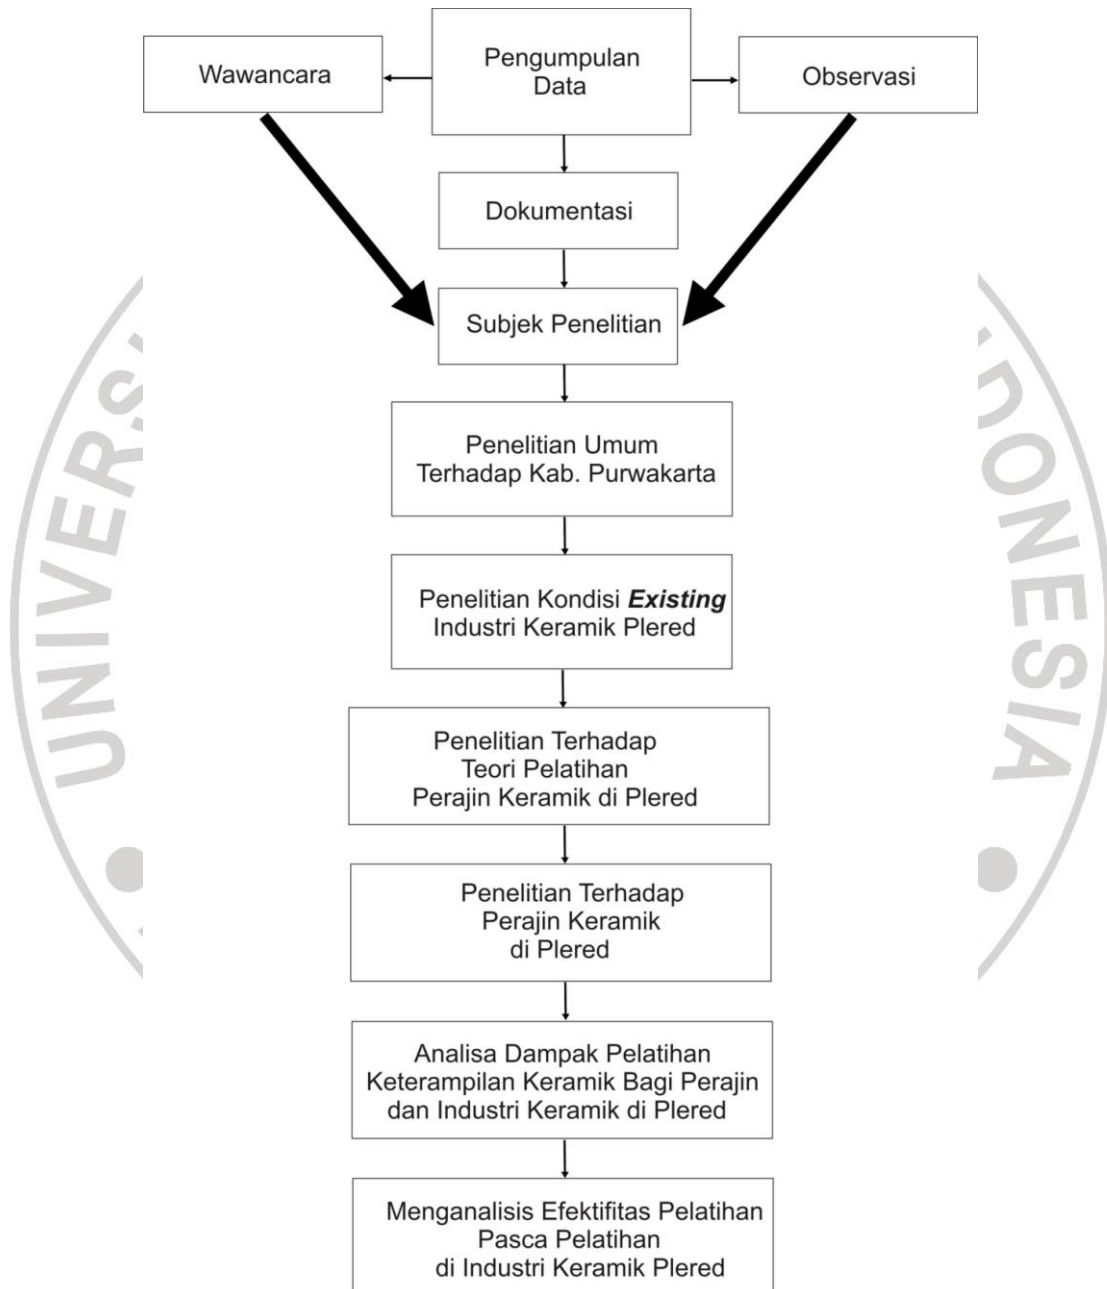 Pengumpulan
Data
Wawancara
Observasi
Dokumentasi
Subjek Penelitian
Penelitian Umum
Terhadap Kab. Purwakarta
Penelitian Kondisi Existing
Industri Keramik Plered
Penelitian Terhadap
Teori Pelatihan
Perajin Keramik di Plered
Penelitian Terhadap
Perajin Keramik
di Plered
Analisa Dampak Pelatihan
Keterampilan Keramik Bagi Perajin
dan Industri Keramik di Plered
Menganalisis Efektifitas Pelatihan
Pasca Pelatihan
di Industri Keramik Plered
UNIVERSI
DONESIA